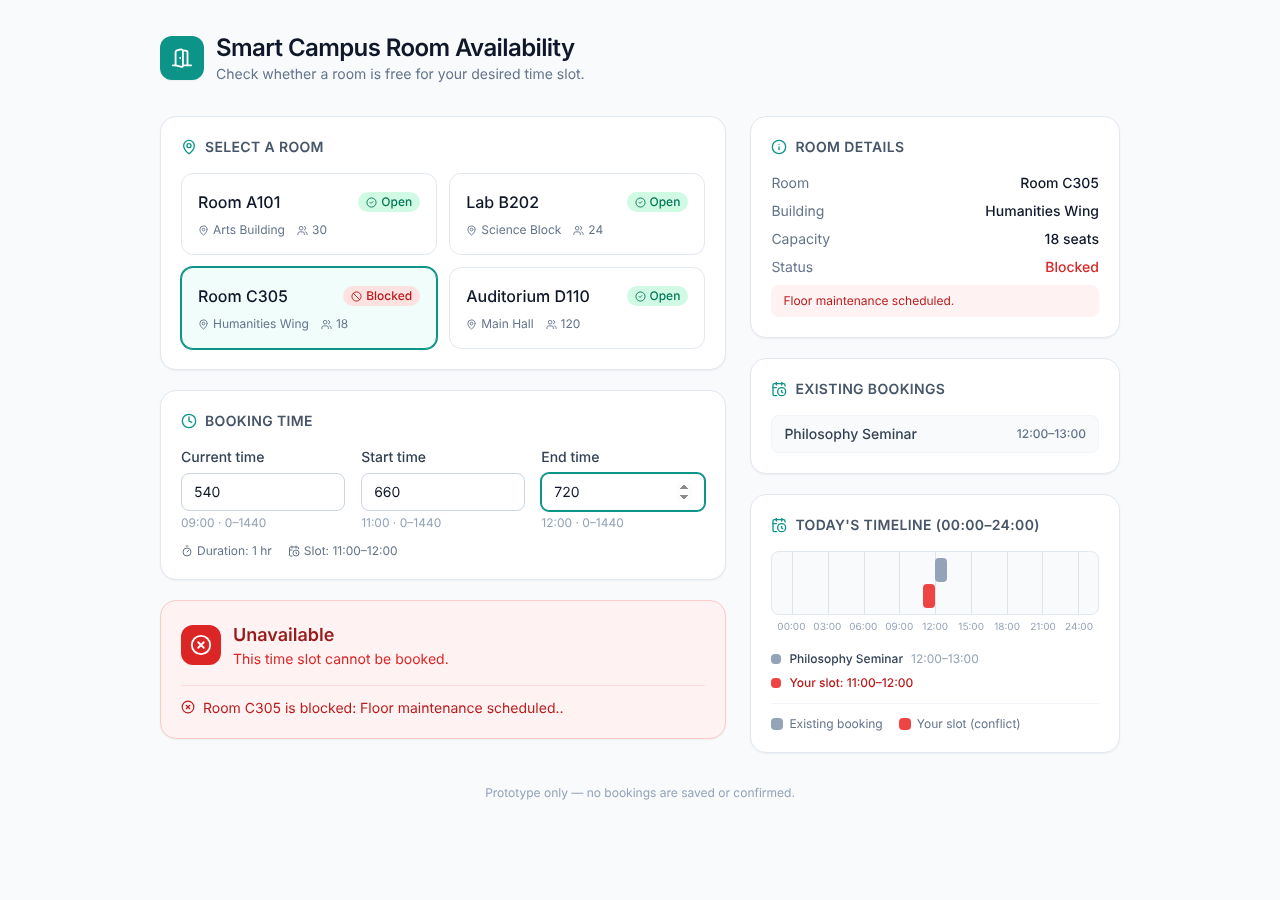 Smart Campus Room Availability
Check whether a room is free for your desired time slot.
SELECT A ROOM
Room A101
Open
Arts Building
30
Lab B202
Open
Science Block
24
Room C305
Blocked
Humanities Wing
18
Auditorium D110
Open
Main Hall
120
BOOKING TIME
Current time
Start time
End time
540
660
720
09:00 · 0–1440
11:00 · 0–1440
12:00 · 0–1440
Duration: 1 hr
Slot: 11:00–12:00
Unavailable
This time slot cannot be booked.
Room C305 is blocked: Floor maintenance scheduled..
ROOM DETAILS
Room
Room C305
Building
Humanities Wing
Capacity
18 seats
Status
Blocked
Floor maintenance scheduled.
EXISTING BOOKINGS
Philosophy Seminar
12:00–13:00
TODAY'S TIMELINE (00:00–24:00)
00:00 03:00 06:00 09:00 12:00 15:00 18:00 21:00 24:00
Philosophy Seminar 12:00–13:00
Your slot: 11:00–12:00
Existing booking
Your slot (conflict)
Prototype only — no bookings are saved or confirmed.